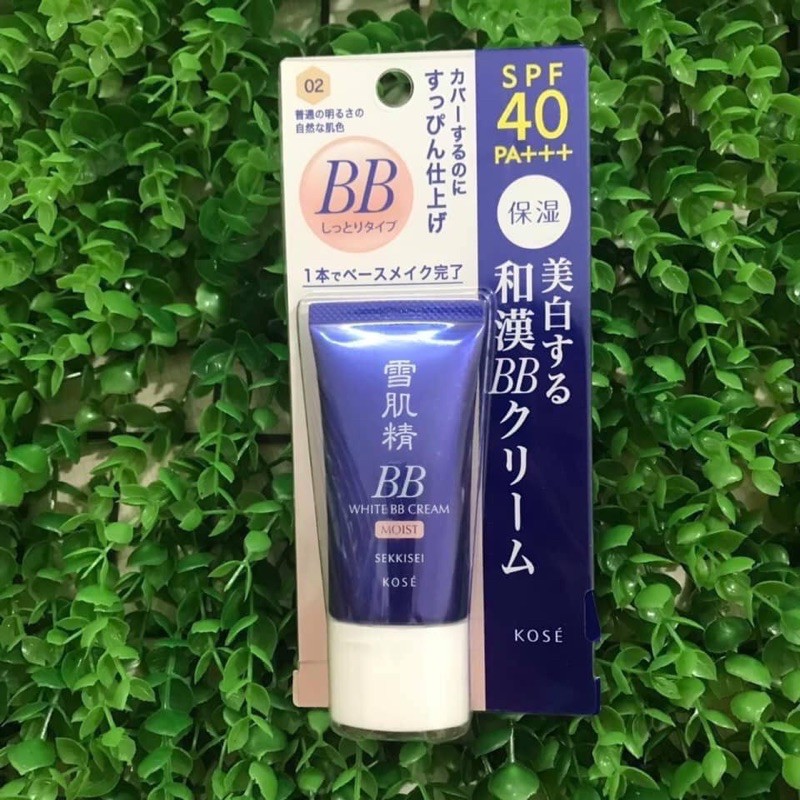 02
普通の明るさの
自然な肌色
BB
しっとりタイプ
カバーするのに
すっぴん仕上げ
1本でベースメイク完了
SPF
40
PA+++
保湿
美白する
和漢BBクリーム
KOSÉ
雪肌精
BB
WHITE BB CREAM
MOIST
SEKKISEI
KOSÉ